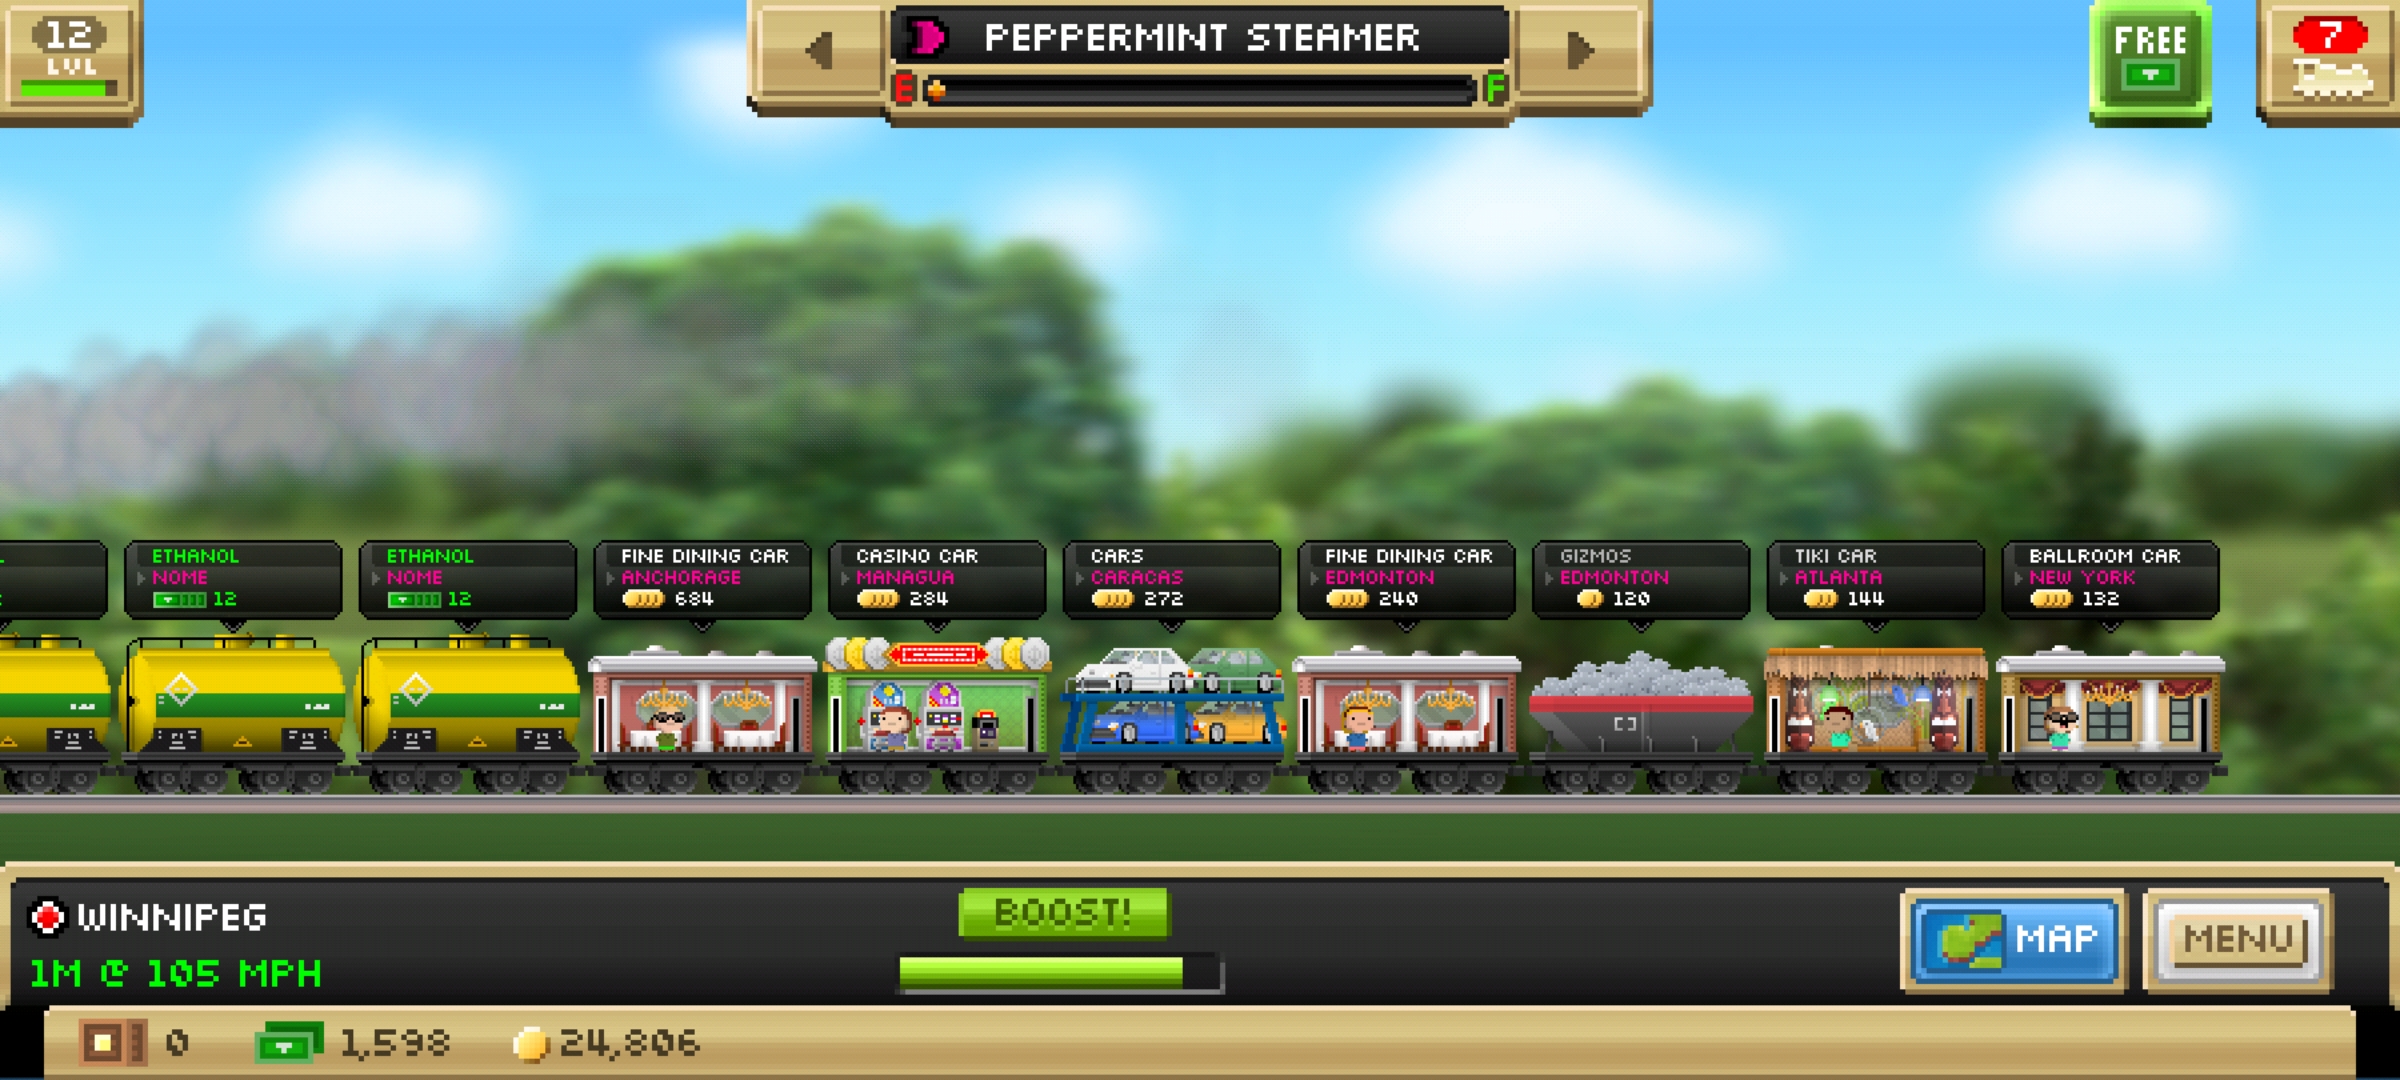 12
LVL
PEPPERMINT STEAMER
E F
FREE
7
ETHANOL
NOME
12
ETHANOL
NOME
12
FINE DINING CAR
ANCHORAGE
684
CASINO CAR
MANAGUA
284
CARS
CARACAS
272
FINE DINING CAR
EDMONTON
240
GIZMOS
EDMONTON
120
TIKI CAR
ATLANTA
144
BALLROOM CAR
NEW YORK
132
WINNIPEG
1M @ 105 MPH
BOOST!
MAP
MENU
0
1,598
24,806